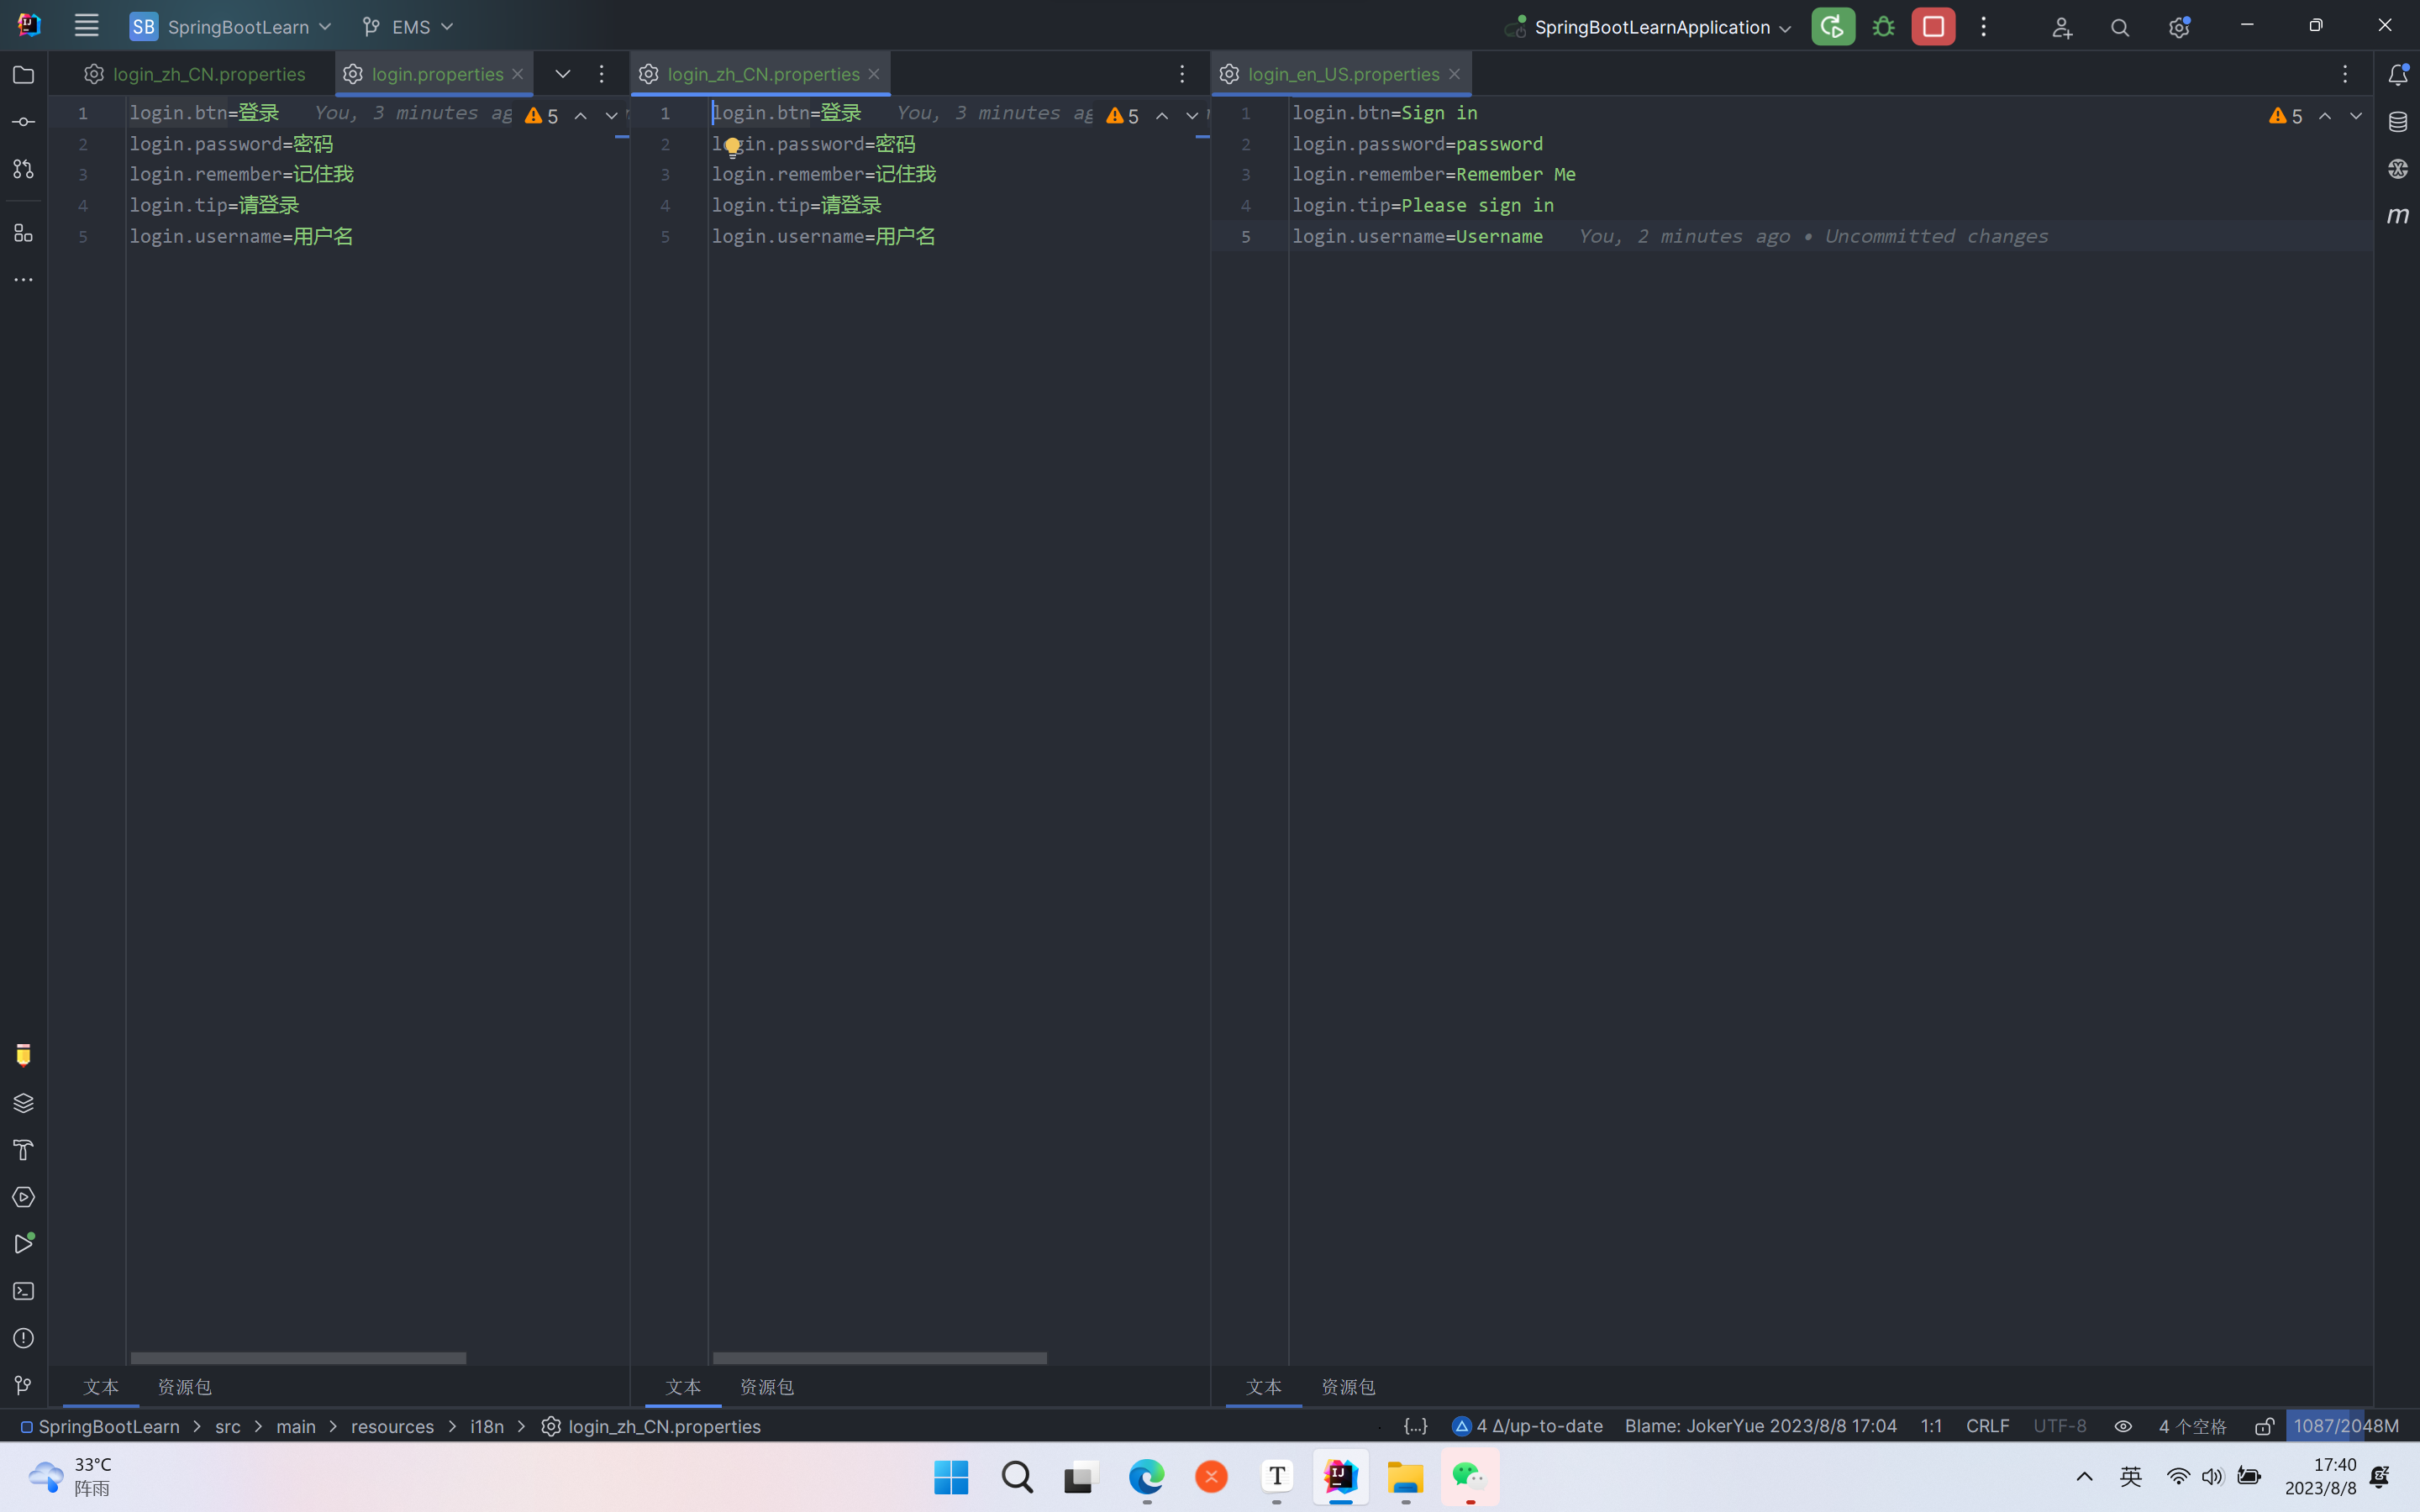 SB SpringBootLearn EMS SpringBootLearnApplication
login_zh_CN.properties login.properties login_zh_CN.properties login_en_US.properties
1 login.btn=登录 You, 3 minutes ag 5
2 login.password=密码
3 login.remember=记住我
4 login.tip=请登录
5 login.username=用户名
1 login.btn=登录 You, 3 minutes ag 5
2 login.password=密码
3 login.remember=记住我
4 login.tip=请登录
5 login.username=用户名
1 login.btn=Sign in 5
2 login.password=password
3 login.remember=Remember Me
4 login.tip=Please sign in
5 login.username=Username You, 2 minutes ago • Uncommitted changes
m
文本 资源包
文本 资源包
文本 资源包
SpringBootLearn > src > main > resources > i18n > login_zh_CN.properties {...} 4 Δ/up-to-date Blame: JokerYue 2023/8/8 17:04 1:1 CRLF UTF-8 4 个空格 1087/2048M
33°C
阵雨
T
IJ
英
17:40
2023/8/8